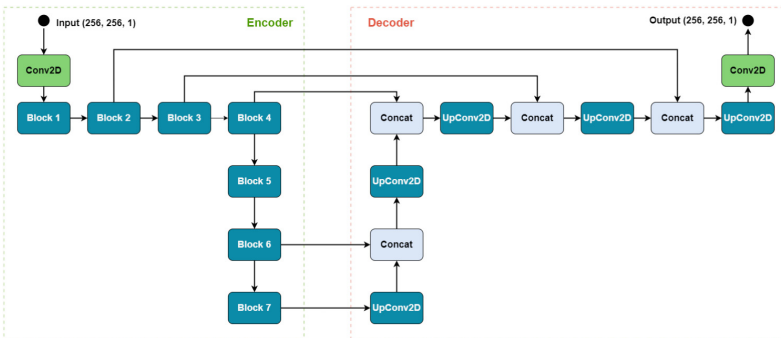 Input (256, 256, 1)
Encoder
Decoder
Output (256, 256, 1)
Conv2D
Conv2D
Block 1
Block 2
Block 3
Block 4
Concat
UpConv2D
Concat
UpConv2D
Concat
UpConv2D
Block 5
UpConv2D
Block 6
Concat
Block 7
UpConv2D